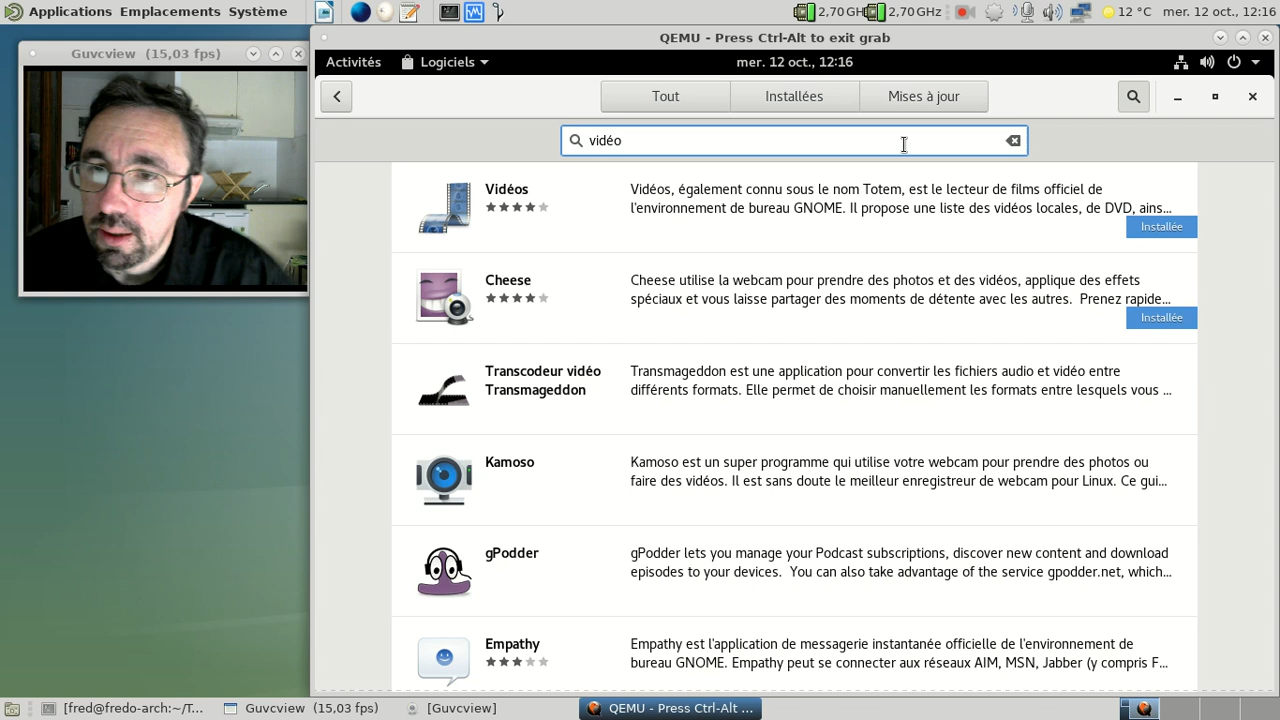 Applications Emplacements Système
2,70 GH 2,70 GHz 12 °C mer. 12 oct., 12:16
Guvcview (15,03 fps)
QEMU - Press Ctrl-Alt to exit grab
Activités Logiciels mer. 12 oct., 12:16
Tout Installées Mises à jour
vidéo
Vidéos
Vidéos, également connu sous le nom Totem, est le lecteur de films officiel de
l'environnement de bureau GNOME. Il propose une liste des vidéos locales, de DVD, ains...
Installée
Cheese
Cheese utilise la webcam pour prendre des photos et des vidéos, applique des effets
spéciaux et vous laisse partager des moments de détente avec les autres. Prenez rapide...
Installée
Transcodeur vidéo
Transmageddon
Transmageddon est une application pour convertir les fichiers audio et vidéo entre
différents formats. Elle permet de choisir manuellement les formats entre lesquels vous ...
Kamoso
Kamoso est un super programme qui utilise votre webcam pour prendre des photos ou
faire des vidéos. Il est sans doute le meilleur enregistreur de webcam pour Linux. Ce gui...
gPodder
gPodder lets you manage your Podcast subscriptions, discover new content and download
episodes to your devices. You can also take advantage of the service gpodder.net, which...
Empathy
Empathy est l'application de messagerie instantanée officielle de l'environnement de
bureau GNOME. Empathy peut se connecter aux réseaux AIM, MSN, Jabber (y compris F...
[fred@fredo-arch:~/T... Guvcview (15,03 fps) [Guvcview] QEMU - Press Ctrl-Alt ...